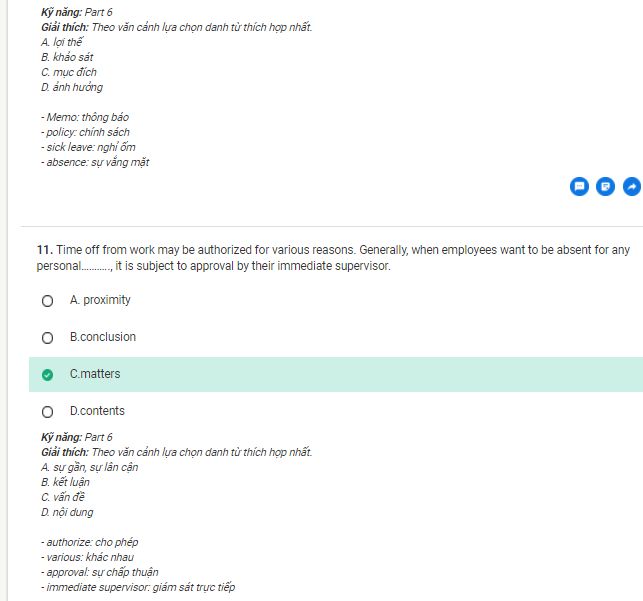 Kỹ năng: Part 6
Giải thích: Theo văn cảnh lựa chọn danh từ thích hợp nhất.
A. lợi thế
B. khảo sát
C. mục đích
D. ảnh hưởng
- Memo: thông báo
- policy: chính sách
- sick leave: nghỉ ốm
- absence: sự vắng mặt
11. Time off from work may be authorized for various reasons. Generally, when employees want to be absent for any
personal..........., it is subject to approval by their immediate supervisor.
A. proximity
B.conclusion
C.matters
D.contents
Kỹ năng: Part 6
Giải thích: Theo văn cảnh lựa chọn danh từ thích hợp nhất.
A. sự gần, sự lân cận
B. kết luận
C. vấn đề
D. nội dung
- authorize: cho phép
- various: khác nhau
- approval: sự chấp thuận
- immediate supervisor: giám sát trực tiếp